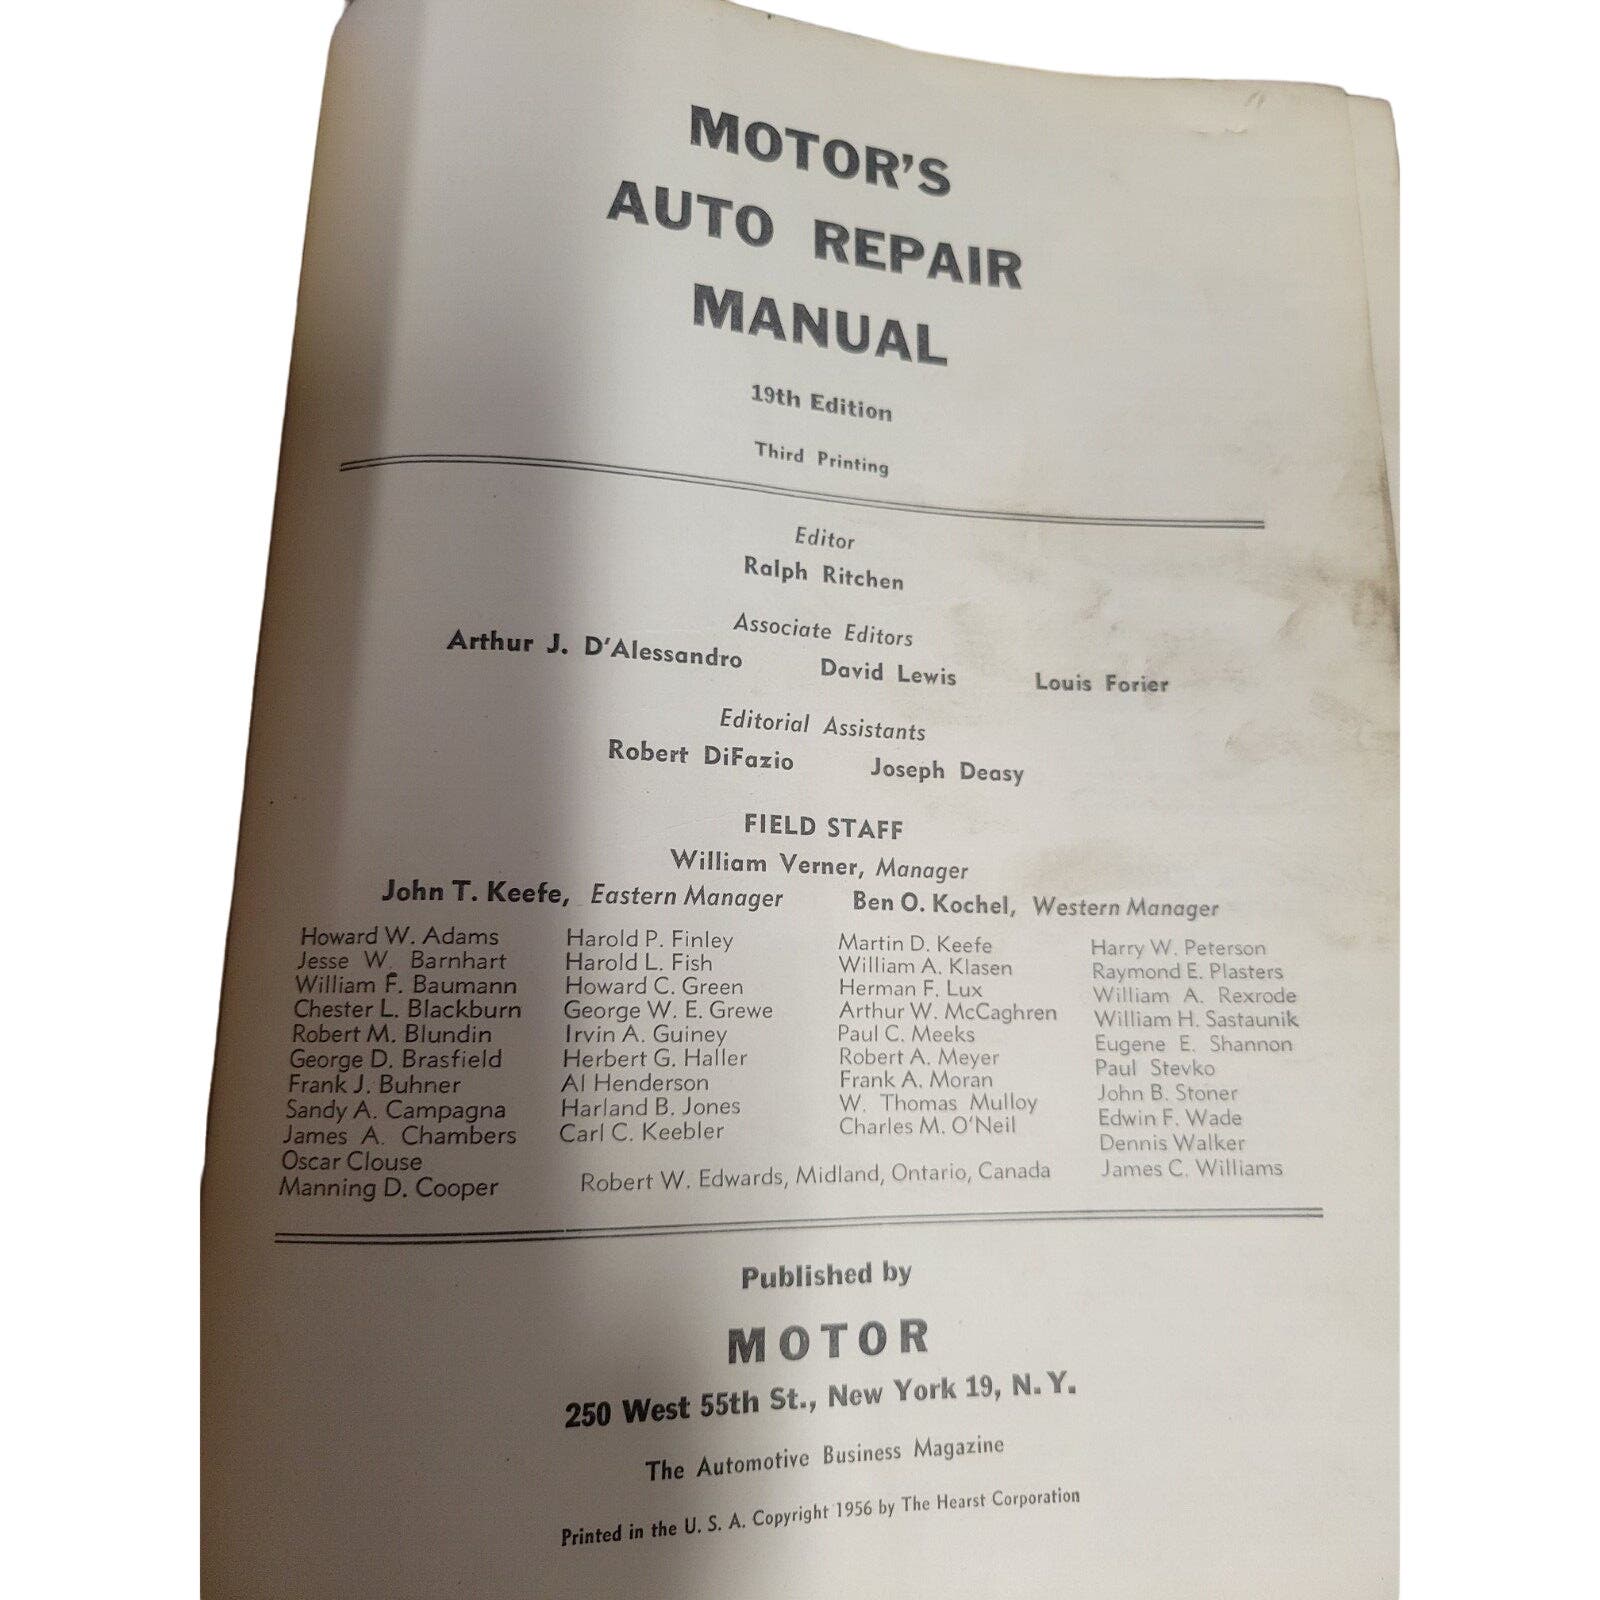 MOTOR'S
AUTO REPAIR
MANUAL
19th Edition
Third Printing
Editor
Ralph Ritchen
Associate Editors
Arthur J. D'Alessandro David Lewis Louis Forier
Editorial Assistants
Robert DiFazio Joseph Deasy
FIELD STAFF
William Verner, Manager
John T. Keefe, Eastern Manager Ben O. Kochel, Western Manager
Howard W. Adams
Jesse W. Barnhart
William F. Baumann
Chester L. Blackburn
Robert M. Blundin
George D. Brasfield
Frank J. Buhner
Sandy A. Campagna
James A. Chambers
Oscar Clouse
Manning D. Cooper
Harold P. Finley
Harold L. Fish
Howard C. Green
George W. E. Grewe
Irvin A. Guiney
Herbert G. Haller
Al Henderson
Harland B. Jones
Carl C. Keebler
Martin D. Keefe
William A. Klasen
Herman F. Lux
Arthur W. McCaghren
Paul C. Meeks
Robert A. Meyer
Frank A. Moran
W. Thomas Mulloy
Charles M. O'Neil
Harry W. Peterson
Raymond E. Plasters
William A. Rexrode
William H. Sastaunik
Eugene E. Shannon
Paul Stevko
John B. Stoner
Edwin F. Wade
Dennis Walker
James C. Williams
Robert W. Edwards, Midland, Ontario, Canada
Published by
MOTOR
250 West 55th St., New York 19, N. Y.
The Automotive Business Magazine
Printed in the U. S. A. Copyright 1956 by The Hearst Corporation